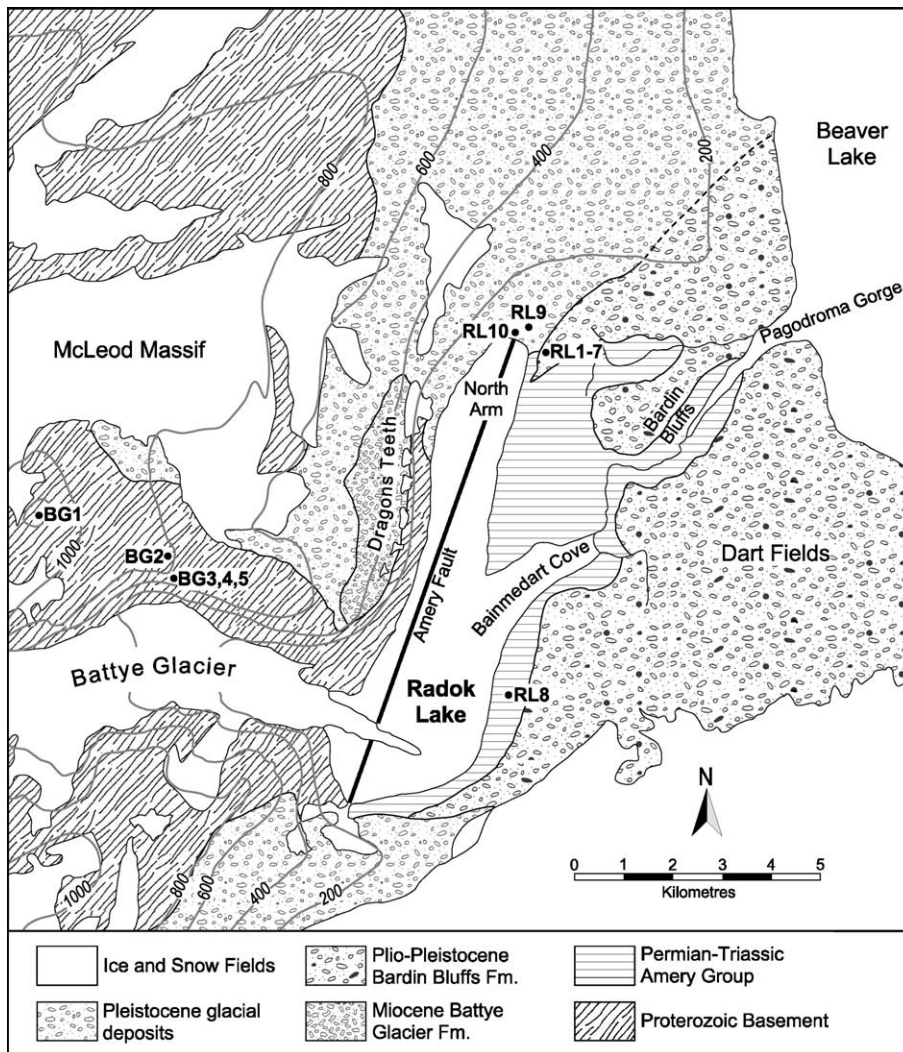 Beaver
Lake
800
600
400
200
Pagodroma Gorge
RL9
RL10
RL1-7
McLeod Massif
North
Arm
Bardin
Bluffs
Dragons Teeth
BG1
1000
BG2
BG3,4,5
Amery Fault
Bainmedart Cove
Dart Fields
Battye Glacier
Radok
Lake
RL8
N
0 1 2 3 4 5
Kilometres
1000
800
600
400
200
Ice and Snow Fields
Plio-Pleistocene
Bardin Bluffs Fm.
Permian-Triassic
Amery Group
Pleistocene glacial
deposits
Miocene Battye
Glacier Fm.
Proterozoic Basement